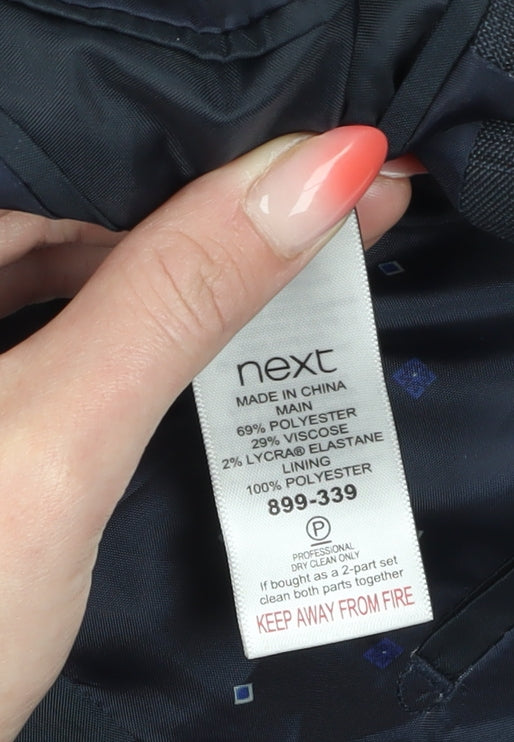 next
MADE IN CHINA
MAIN
69% POLYESTER
29% VISCOSE
2% LYCRA® ELASTANE
LINING
100% POLYESTER
899-339
P
PROFESSIONAL
DRY CLEAN ONLY
If bought as a 2-part set
clean both parts together
KEEP AWAY FROM FIRE